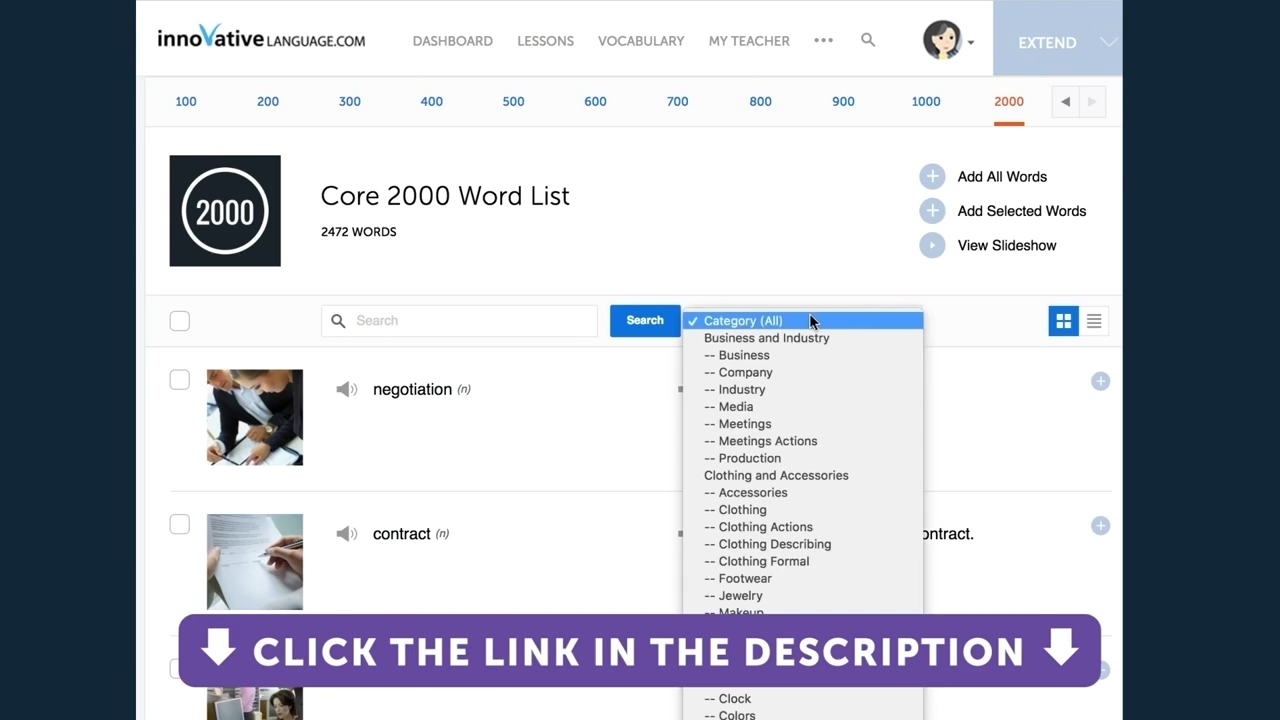 innoVative LANGUAGE.COM
DASHBOARD LESSONS VOCABULARY MY TEACHER ••• EXTEND
100 200 300 400 500 600 700 800 900 1000 2000
2000
Core 2000 Word List
2472 WORDS
Add All Words
Add Selected Words
View Slideshow
Search
Search
Category (All)
Business and Industry
-- Business
-- Company
-- Industry
-- Media
-- Meetings
-- Meetings Actions
-- Production
Clothing and Accessories
-- Accessories
-- Clothing
-- Clothing Actions
-- Clothing Describing
-- Clothing Formal
-- Footwear
-- Jewelry
-- Makeup
negotiation (n)
contract (n)
ontract.
CLICK THE LINK IN THE DESCRIPTION
-- Clock
-- Colors